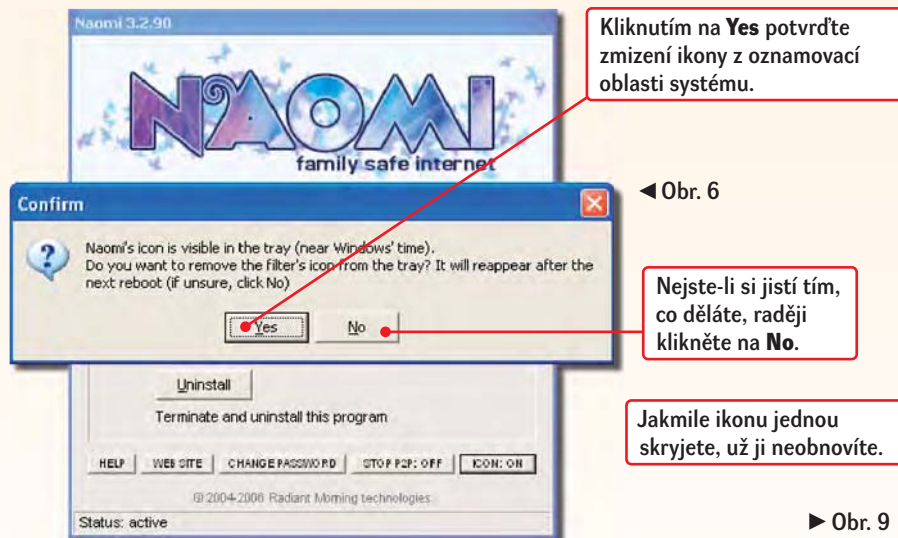 Naomi 3.2.90
Kliknutím na Yes potvrďte
zmizení ikony z oznamovací
oblasti systému.
NAOMI
family safe internet
◄ Obr. 6
Confirm
Naomi's icon is visible in the tray (near Windows' time).
Do you want to remove the filter's icon from the tray? It will reappear after the
next reboot (if unsure, click No)
Yes
No
Nejste-li si jistí tím,
co děláte, raději
klikněte na No.
Uninstall
Terminate and uninstall this program
Jakmile ikonu jednou
skryjete, už ji neobnovíte.
HELP WEB SITE CHANGE PASSWORD STOP P2P: OFF ICON: ON
© 2004-2006 Radiant Morning technologies
Status: active
► Obr. 9